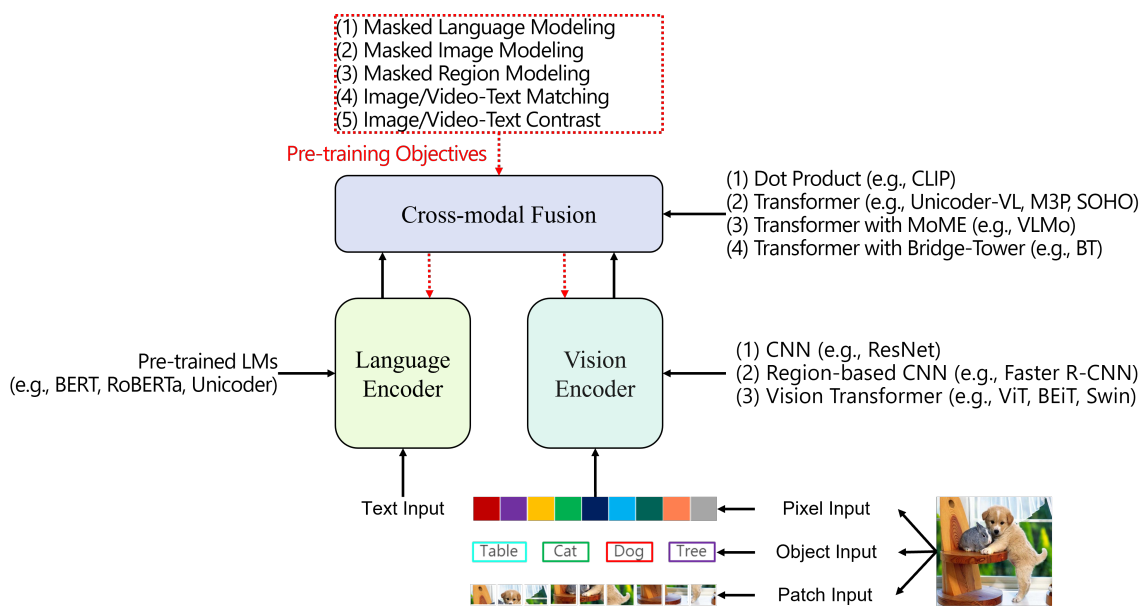 (1) Masked Language Modeling
(2) Masked Image Modeling
(3) Masked Region Modeling
(4) Image/Video-Text Matching
(5) Image/Video-Text Contrast
Pre-training Objectives
Cross-modal Fusion
(1) Dot Product (e.g., CLIP)
(2) Transformer (e.g., Unicoder-VL, M3P, SOHO)
(3) Transformer with MoME (e.g., VLMo)
(4) Transformer with Bridge-Tower (e.g., BT)
Pre-trained LMs
(e.g., BERT, RoBERTa, Unicoder)
Language
Encoder
Vision
Encoder
(1) CNN (e.g., ResNet)
(2) Region-based CNN (e.g., Faster R-CNN)
(3) Vision Transformer (e.g., ViT, BEiT, Swin)
Text Input
Pixel Input
Table Cat Dog Tree
Object Input
Patch Input